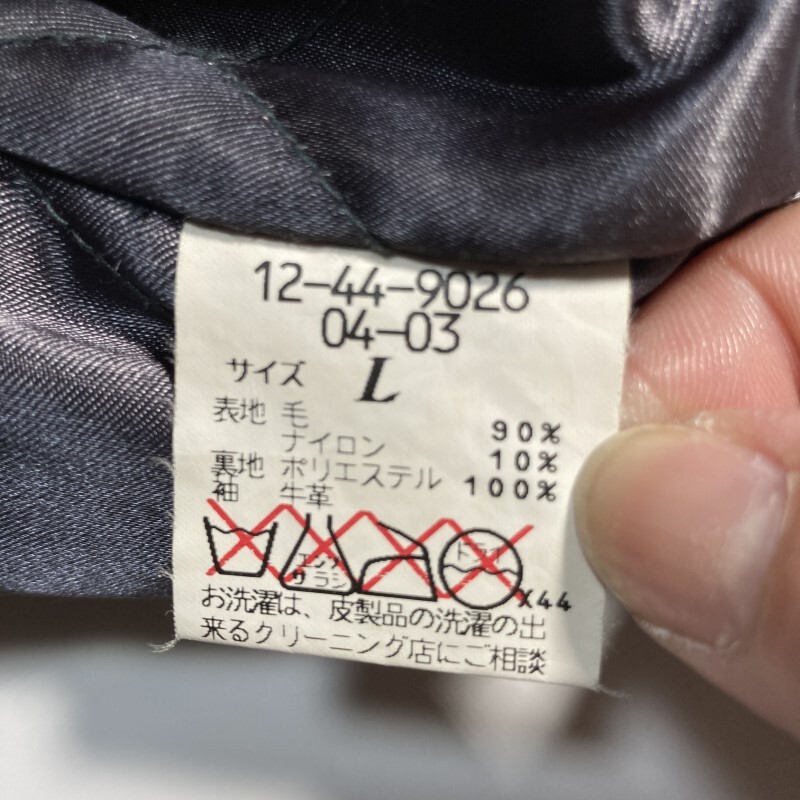 12-44-9026
04-03
サイズ L
表地 毛 90%
ナイロン 10%
裏地 ポリエステル 100%
袖 牛革
エンソ
サラシ
ドライ
X44
お洗濯は、皮製品の洗濯の出
来るクリーニング店にご相談